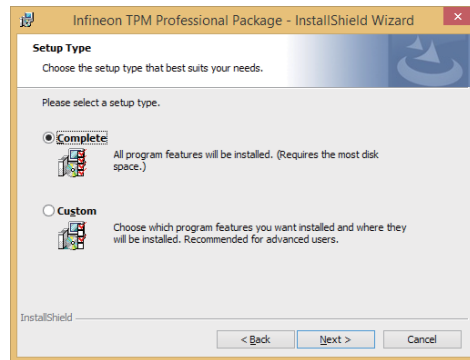 Infineon TPM Professional Package - InstallShield Wizard
Setup Type
Choose the setup type that best suits your needs.
Please select a setup type.
Complete
All program features will be installed. (Requires the most disk
space.)
Custom
Choose which program features you want installed and where they
will be installed. Recommended for advanced users.
InstallShield
< Back Next > Cancel